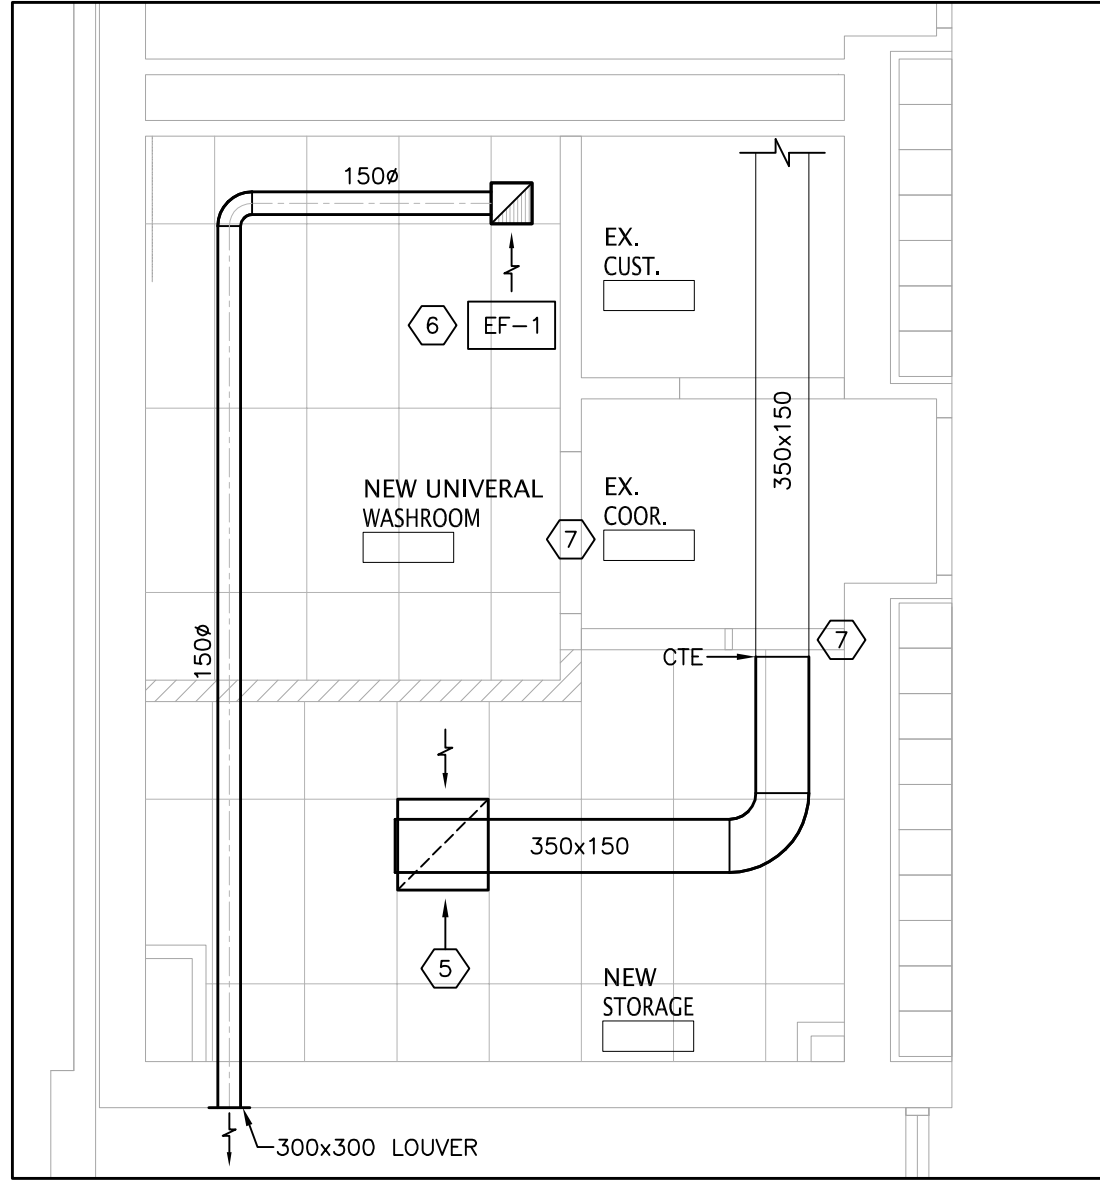 150ø
EX.
CUST.
6
EF-1
350x150
NEW UNIVERAL
WASHROOM
EX.
COOR.
7
150ø
CTE
7
350x150
5
NEW
STORAGE
300x300 LOUVER